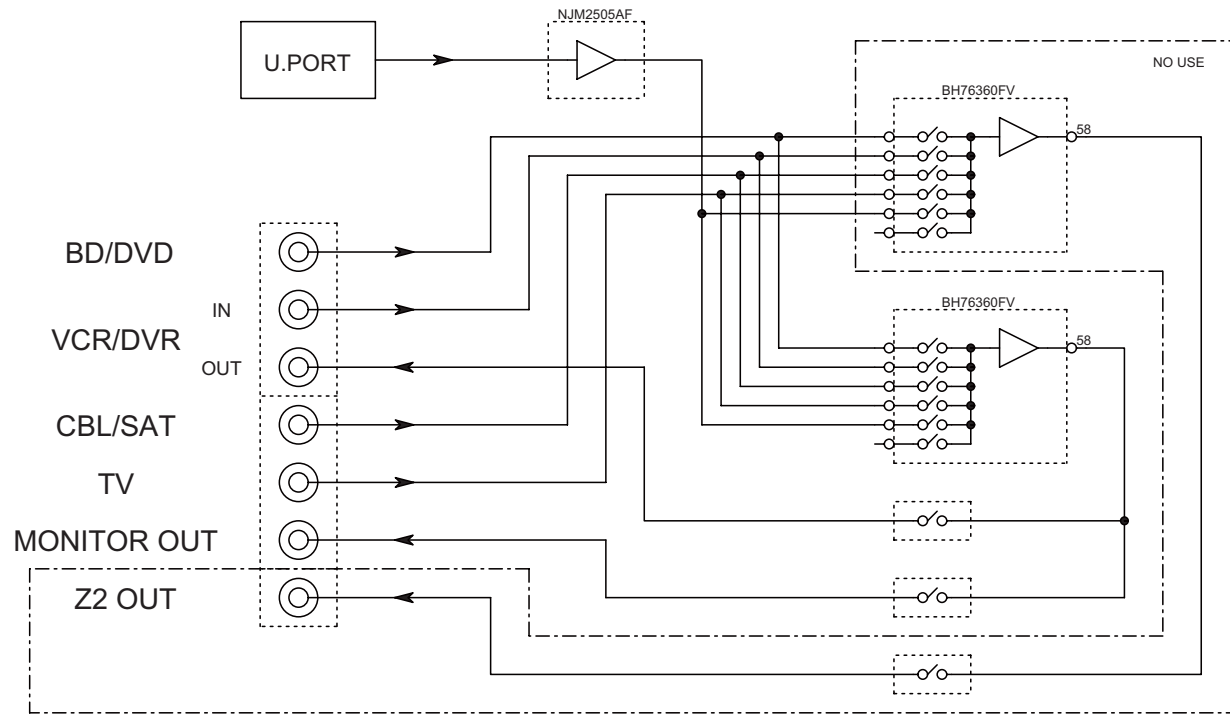 NJM2505AF
U.PORT
NO USE
BH76360FV
58
BD/DVD
IN
VCR/DVR
OUT
BH76360FV
58
CBL/SAT
TV
MONITOR OUT
Z2 OUT